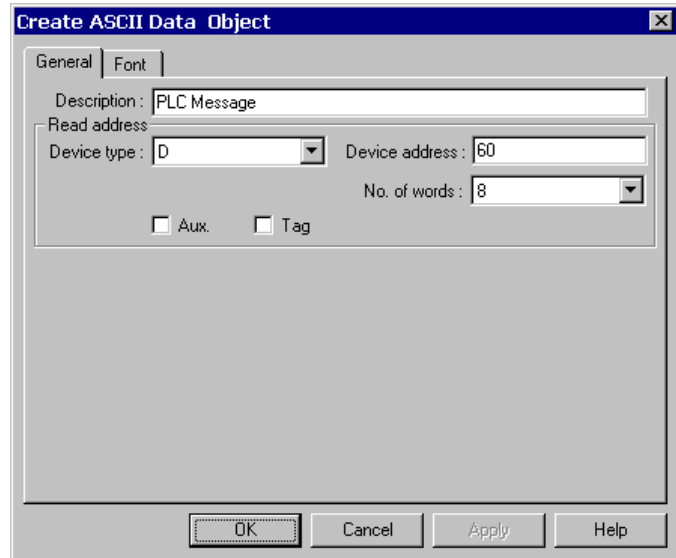 Create ASCII Data Object
General Font
Description : PLC Message
Read address
Device type : D Device address : 60
No. of words : 8
Aux. Tag
OK Cancel Apply Help